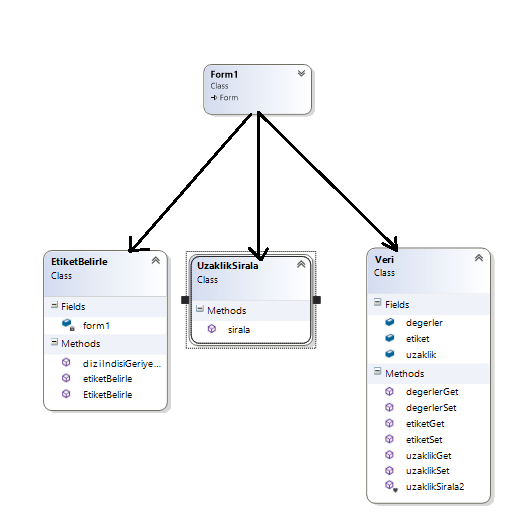 Form1
Class
Form
EtiketBelirle
Class
Fields
form1
Methods
diziIndisiGeriye...
etiketBelirle
EtiketBelirle
UzaklikSirala
Class
Methods
sirala
Veri
Class
Fields
degerler
etiket
uzaklik
Methods
degerlerGet
degerlerSet
etiketGet
etiketSet
uzaklikGet
uzaklikSet
uzaklikSirala2